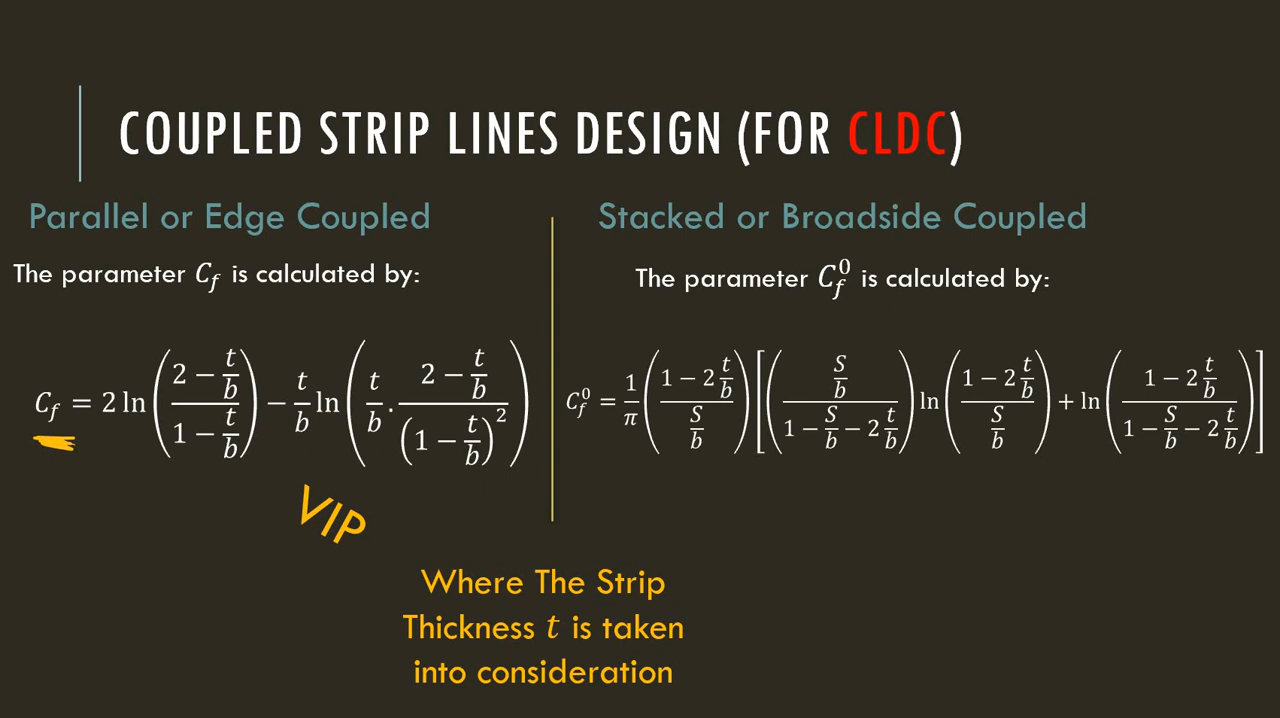 COUPLED STRIP LINES DESIGN (FOR CLDC)
Parallel or Edge Coupled
The parameter C_f is calculated by:
C_f = 2 ln((2 − t/b)/(1 − t/b)) − t/b ln(t/b . (2 − t/b)/(1 − t/b)^2)
VIP
Stacked or Broadside Coupled
The parameter C_f^0 is calculated by:
C_f^0 = 1/π ((1 − 2 t/b)/(S/b)) [((S/b)/(1 − S/b − 2 t/b)) ln((1 − 2 t/b)/(S/b)) + ln((1 − 2 t/b)/(1 − S/b − 2 t/b))]
Where The Strip
Thickness t is taken
into consideration